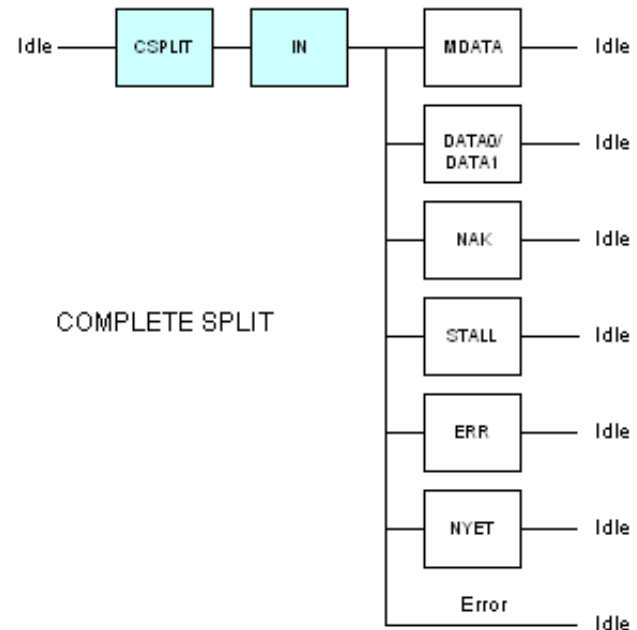 Idle CSPLIT IN MDATA Idle
DATA0/
DATA1 Idle
NAK Idle
COMPLETE SPLIT
STALL Idle
ERR Idle
NYET Idle
Error
Idle